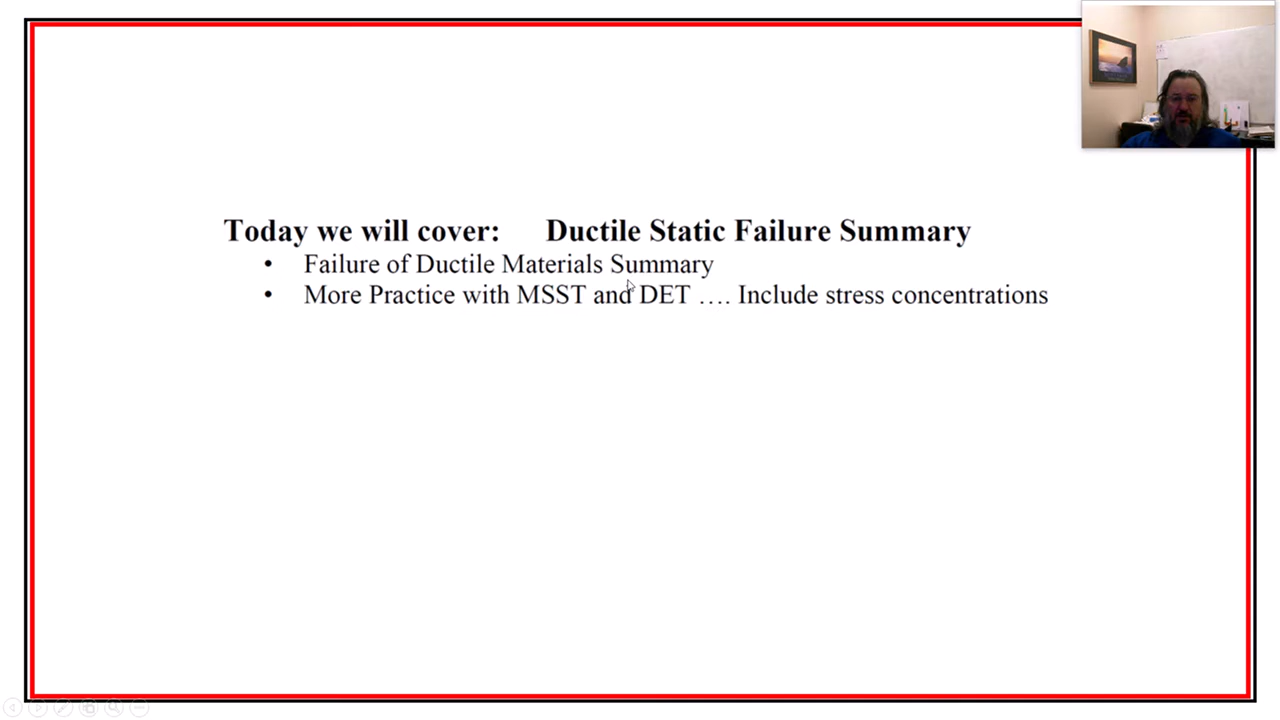 Today we will cover: Ductile Static Failure Summary
• Failure of Ductile Materials Summary
• More Practice with MSST and DET …. Include stress concentrations